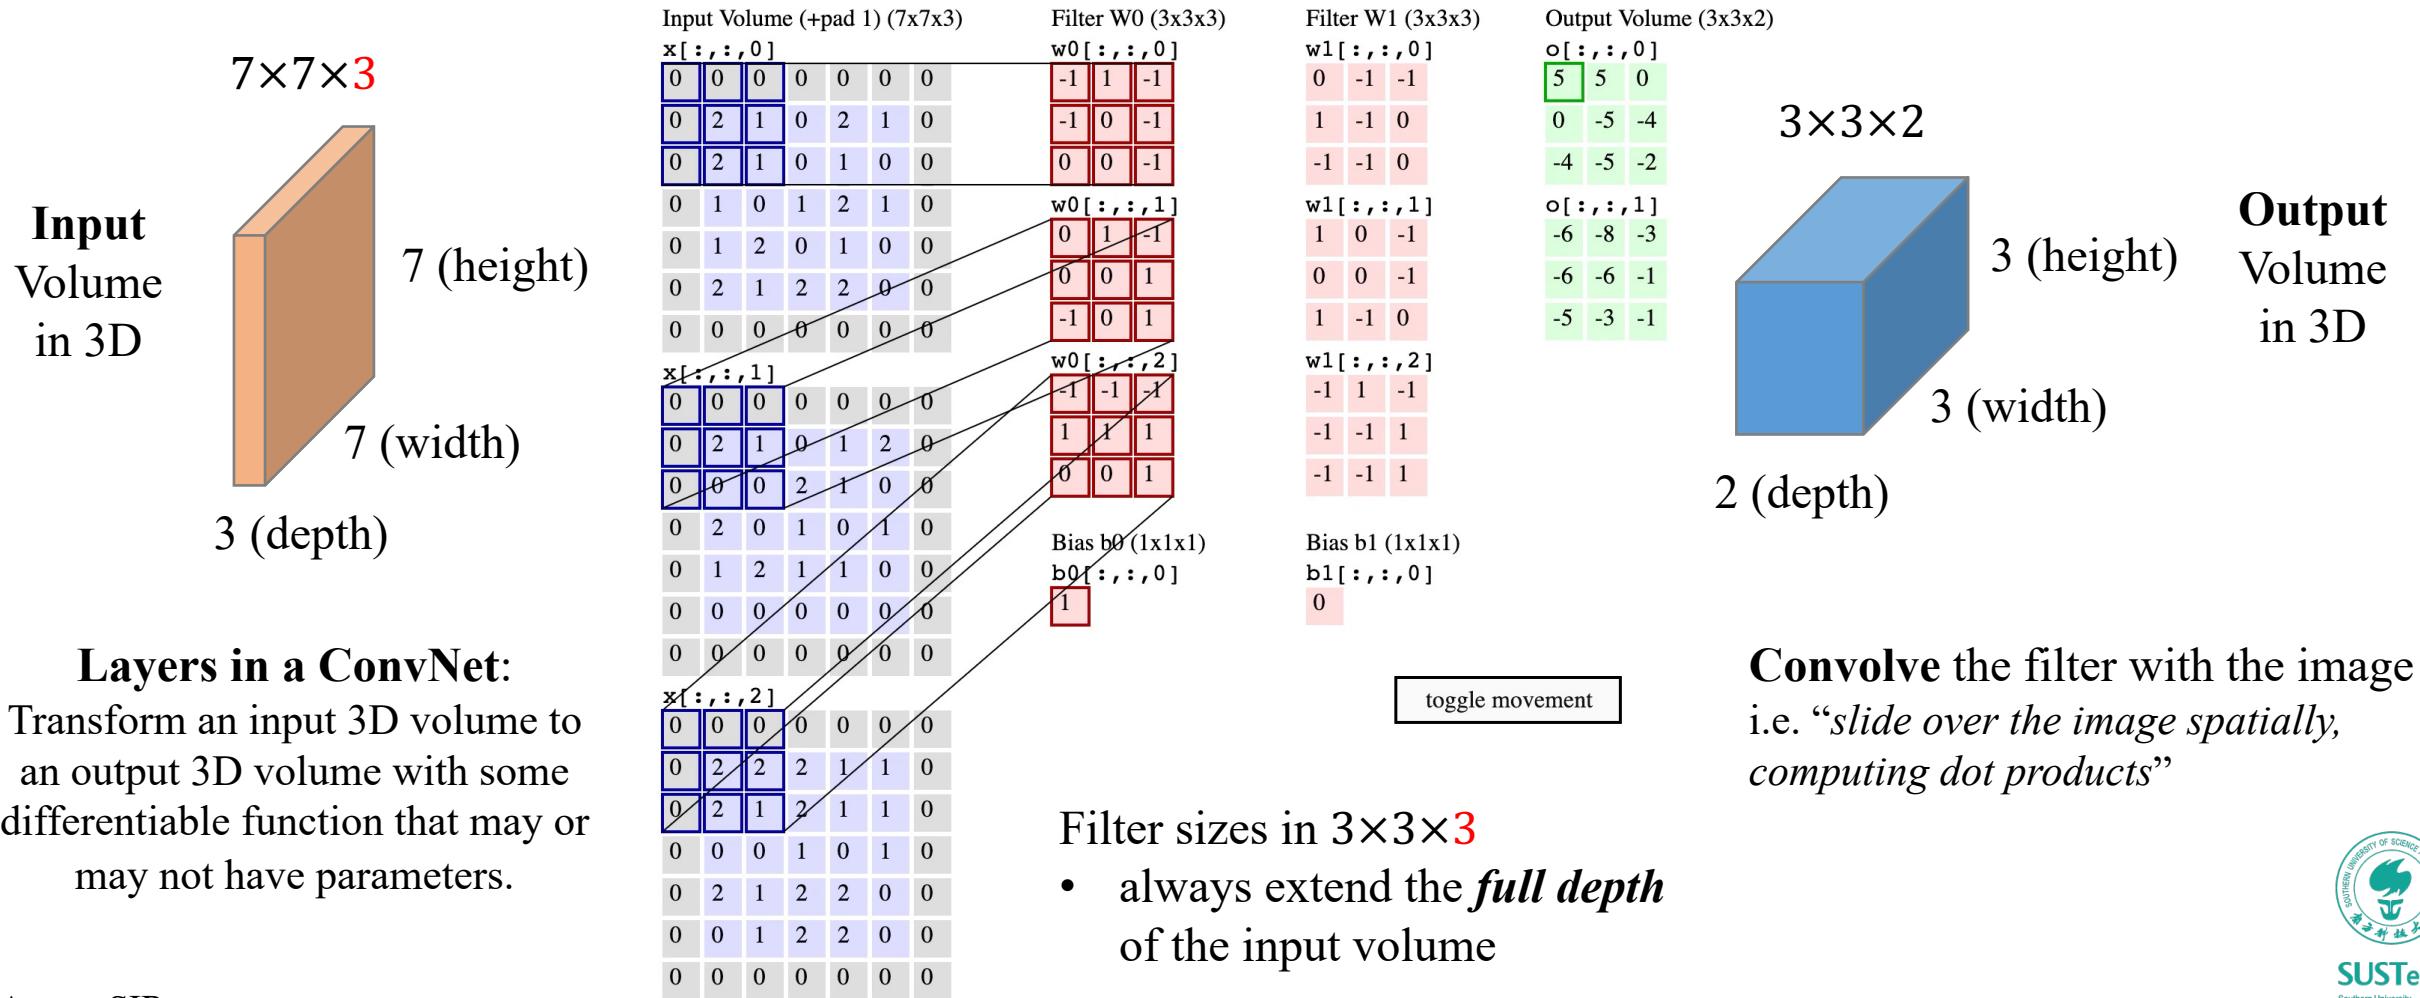 7×7×3
Input
Volume
in 3D
7 (height)
7 (width)
3 (depth)
Layers in a ConvNet:
Transform an input 3D volume to
an output 3D volume with some
differentiable function that may or
may not have parameters.
Input Volume (+pad 1) (7x7x3)
x[:,:,0]
0 0 0 0 0 0 0
0 2 1 0 2 1 0
0 2 1 0 1 0 0
0 1 0 1 2 1 0
0 1 2 0 1 0 0
0 2 1 2 2 0 0
0 0 0 0 0 0 0
x[:,:,1]
0 0 0 0 0 0 0
0 2 1 0 1 2 0
0 0 0 2 1 0 0
0 2 0 1 0 1 0
0 1 2 1 1 0 0
0 0 0 0 0 0 0
0 0 0 0 0 0 0
x[:,:,2]
0 0 0 0 0 0 0
0 2 2 2 1 1 0
0 2 1 2 1 1 0
0 0 0 1 0 1 0
0 2 1 2 2 0 0
0 0 1 2 2 0 0
0 0 0 0 0 0 0
Filter W0 (3x3x3)
w0[:,:,0]
-1 1 -1
-1 0 -1
0 0 -1
w0[:,:,1]
0 1 -1
0 0 1
-1 0 1
w0[:,:,2]
-1 -1 -1
1 1 1
0 0 1
Bias b0 (1x1x1)
b0[:,:,0]
1
Filter W1 (3x3x3)
w1[:,:,0]
0 -1 -1
1 -1 0
-1 -1 0
w1[:,:,1]
1 0 -1
0 0 -1
1 -1 0
w1[:,:,2]
-1 1 -1
-1 -1 1
-1 -1 1
Bias b1 (1x1x1)
b1[:,:,0]
0
Output Volume (3x3x2)
o[:,:,0]
5 5 0
0 -5 -4
-4 -5 -2
o[:,:,1]
-6 -8 -3
-6 -6 -1
-5 -3 -1
toggle movement
Filter sizes in 3×3×3
• always extend the full depth
of the input volume
3×3×2
Output
Volume
in 3D
3 (height)
3 (width)
2 (depth)
Convolve the filter with the image
i.e. “slide over the image spatially,
computing dot products”
SUSTe